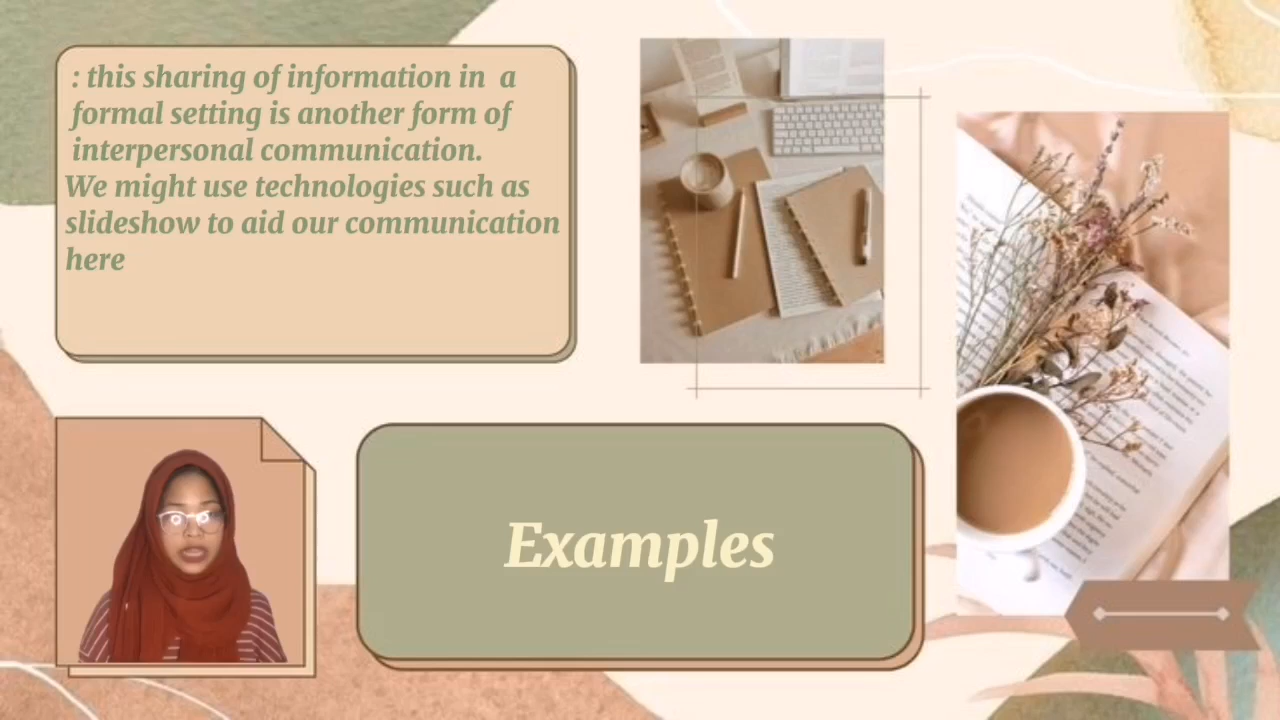 : this sharing of information in  a
formal setting is another form of
interpersonal communication.
We might use technologies such as
slideshow to aid our communication
here
Examples